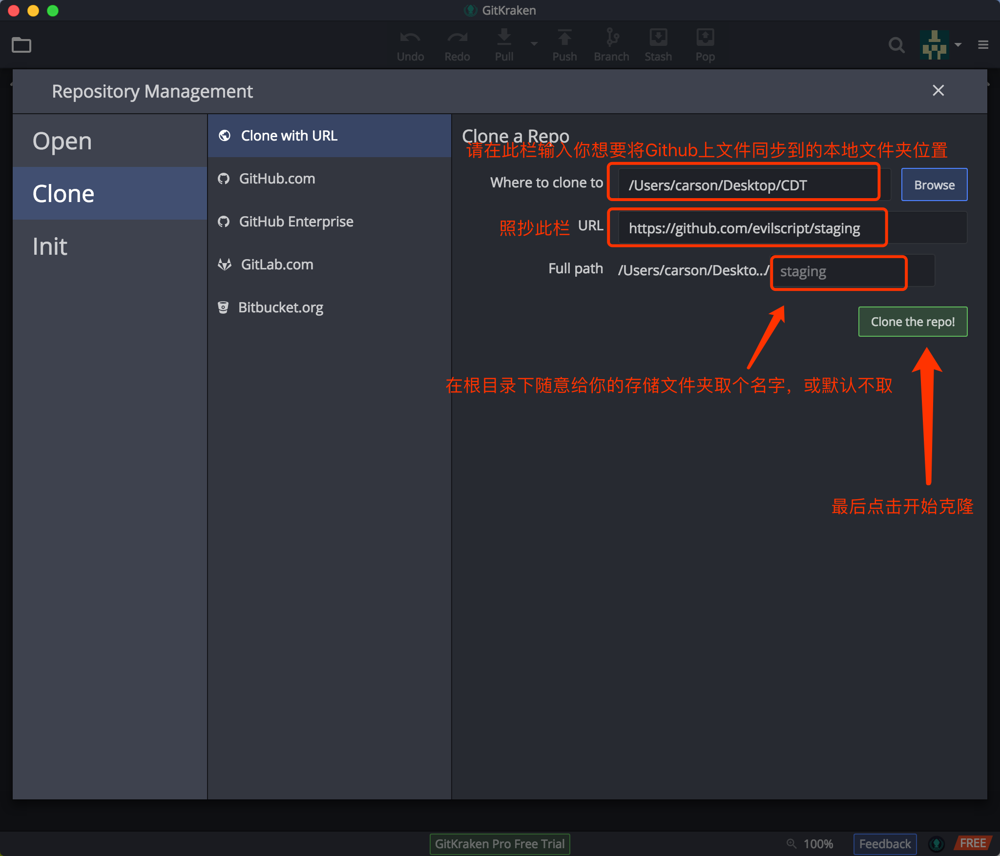 GitKraken
Undo
Redo
Pull
Push
Branch
Stash
Pop
Repository Management
Open
Clone
Init
Clone with URL
GitHub.com
GitHub Enterprise
GitLab.com
Bitbucket.org
Clone a Repo
请在此栏输入你想要将Github上文件同步到的本地文件夹位置
Where to clone to
/Users/carson/Desktop/CDT
Browse
照抄此栏
URL
https://github.com/evilscript/staging
Full path
/Users/carson/Deskto.../
staging
Clone the repo!
在根目录下随意给你的存储文件夹取个名字，或默认不取
最后点击开始克隆
GitKraken Pro Free Trial
100%
Feedback
FREE